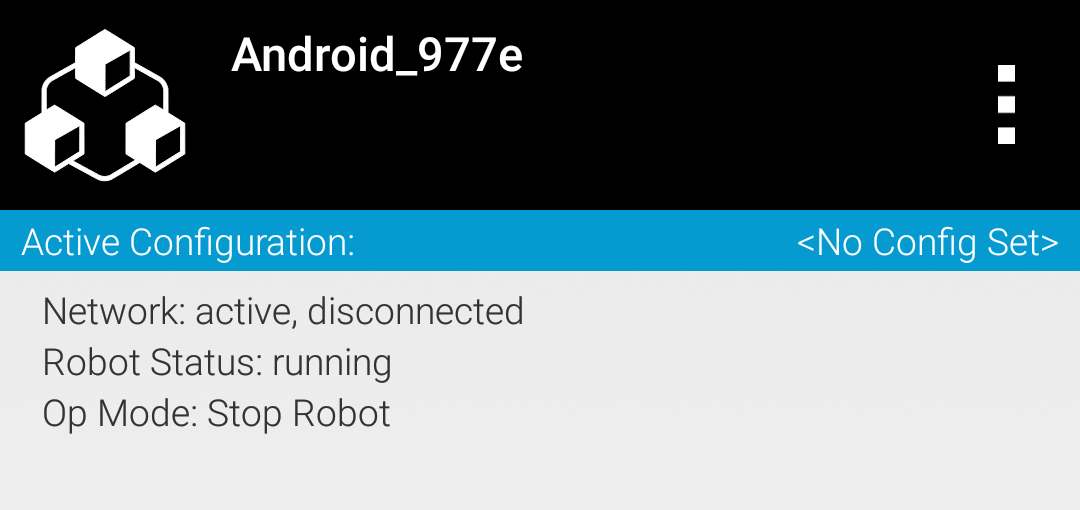 Android_977e
Active Configuration: <No Config Set>
Network: active, disconnected
Robot Status: running
Op Mode: Stop Robot